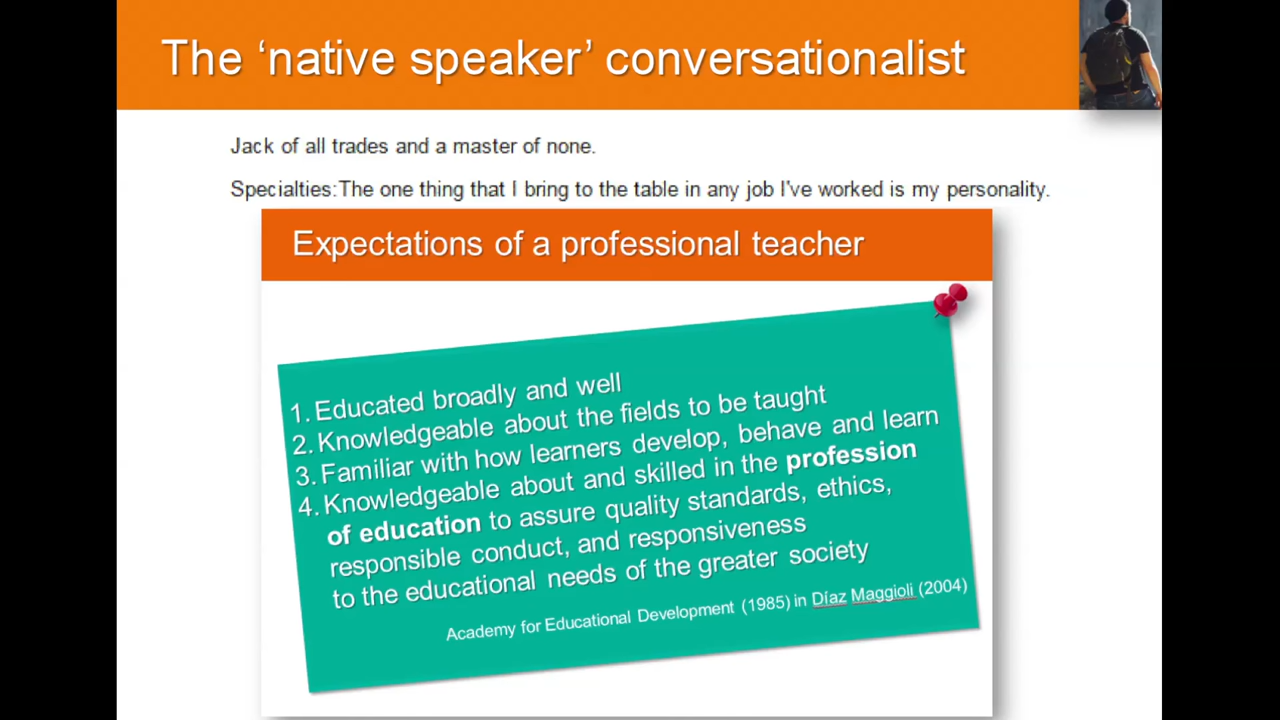 The ‘native speaker’ conversationalist
Jack of all trades and a master of none.
Specialties:The one thing that I bring to the table in any job I've worked is my personality.
Expectations of a professional teacher
1. Educated broadly and well
2. Knowledgeable about the fields to be taught
3. Familiar with how learners develop, behave and learn
4. Knowledgeable about and skilled in the profession
of education to assure quality standards, ethics,
responsible conduct, and responsiveness
to the educational needs of the greater society
Academy for Educational Development (1985) in Díaz Maggioli (2004)